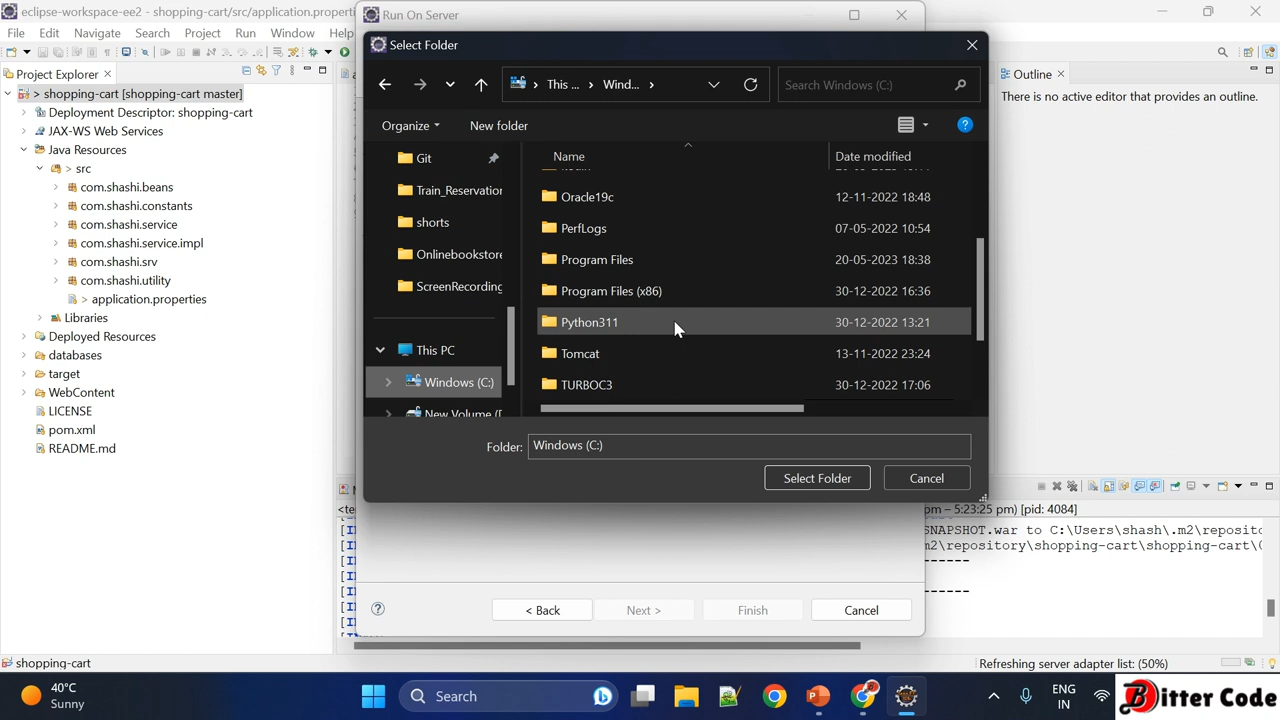 eclipse-workspace-ee2 - shopping-cart/src/application.properti
Run On Server
File Edit Navigate Search Project Run Window Help
Select Folder
Project Explorer
Outline
This ... Wind...
Search Windows (C:)
> shopping-cart [shopping-cart master]
There is no active editor that provides an outline.
Deployment Descriptor: shopping-cart
Organize
New folder
JAX-WS Web Services
Java Resources
> src
com.shashi.beans
com.shashi.constants
com.shashi.service
com.shashi.service.impl
com.shashi.srv
com.shashi.utility
> application.properties
Libraries
Deployed Resources
databases
target
WebContent
LICENSE
pom.xml
README.md
Git
Train_Reservation
shorts
Onlinebookstore
ScreenRecording
This PC
Windows (C:)
Name Date modified
Oracle19c 12-11-2022 18:48
PerfLogs 07-05-2022 10:54
Program Files 20-05-2023 18:38
Program Files (x86) 30-12-2022 16:36
Python311 30-12-2022 13:21
Tomcat 13-11-2022 23:24
TURBOC3 30-12-2022 17:06
Folder: Windows (C:)
Select Folder
Cancel
pm – 5:23:25 pm) [pid: 4084]
SNAPSHOT.war to C:\Users\shash\.m2\reposito
m2\repository\shopping-cart\shopping-cart\
< Back
Next >
Finish
Cancel
shopping-cart
Refreshing server adapter list: (50%)
40°C
Sunny
Search
ENG
IN
Bitter Code